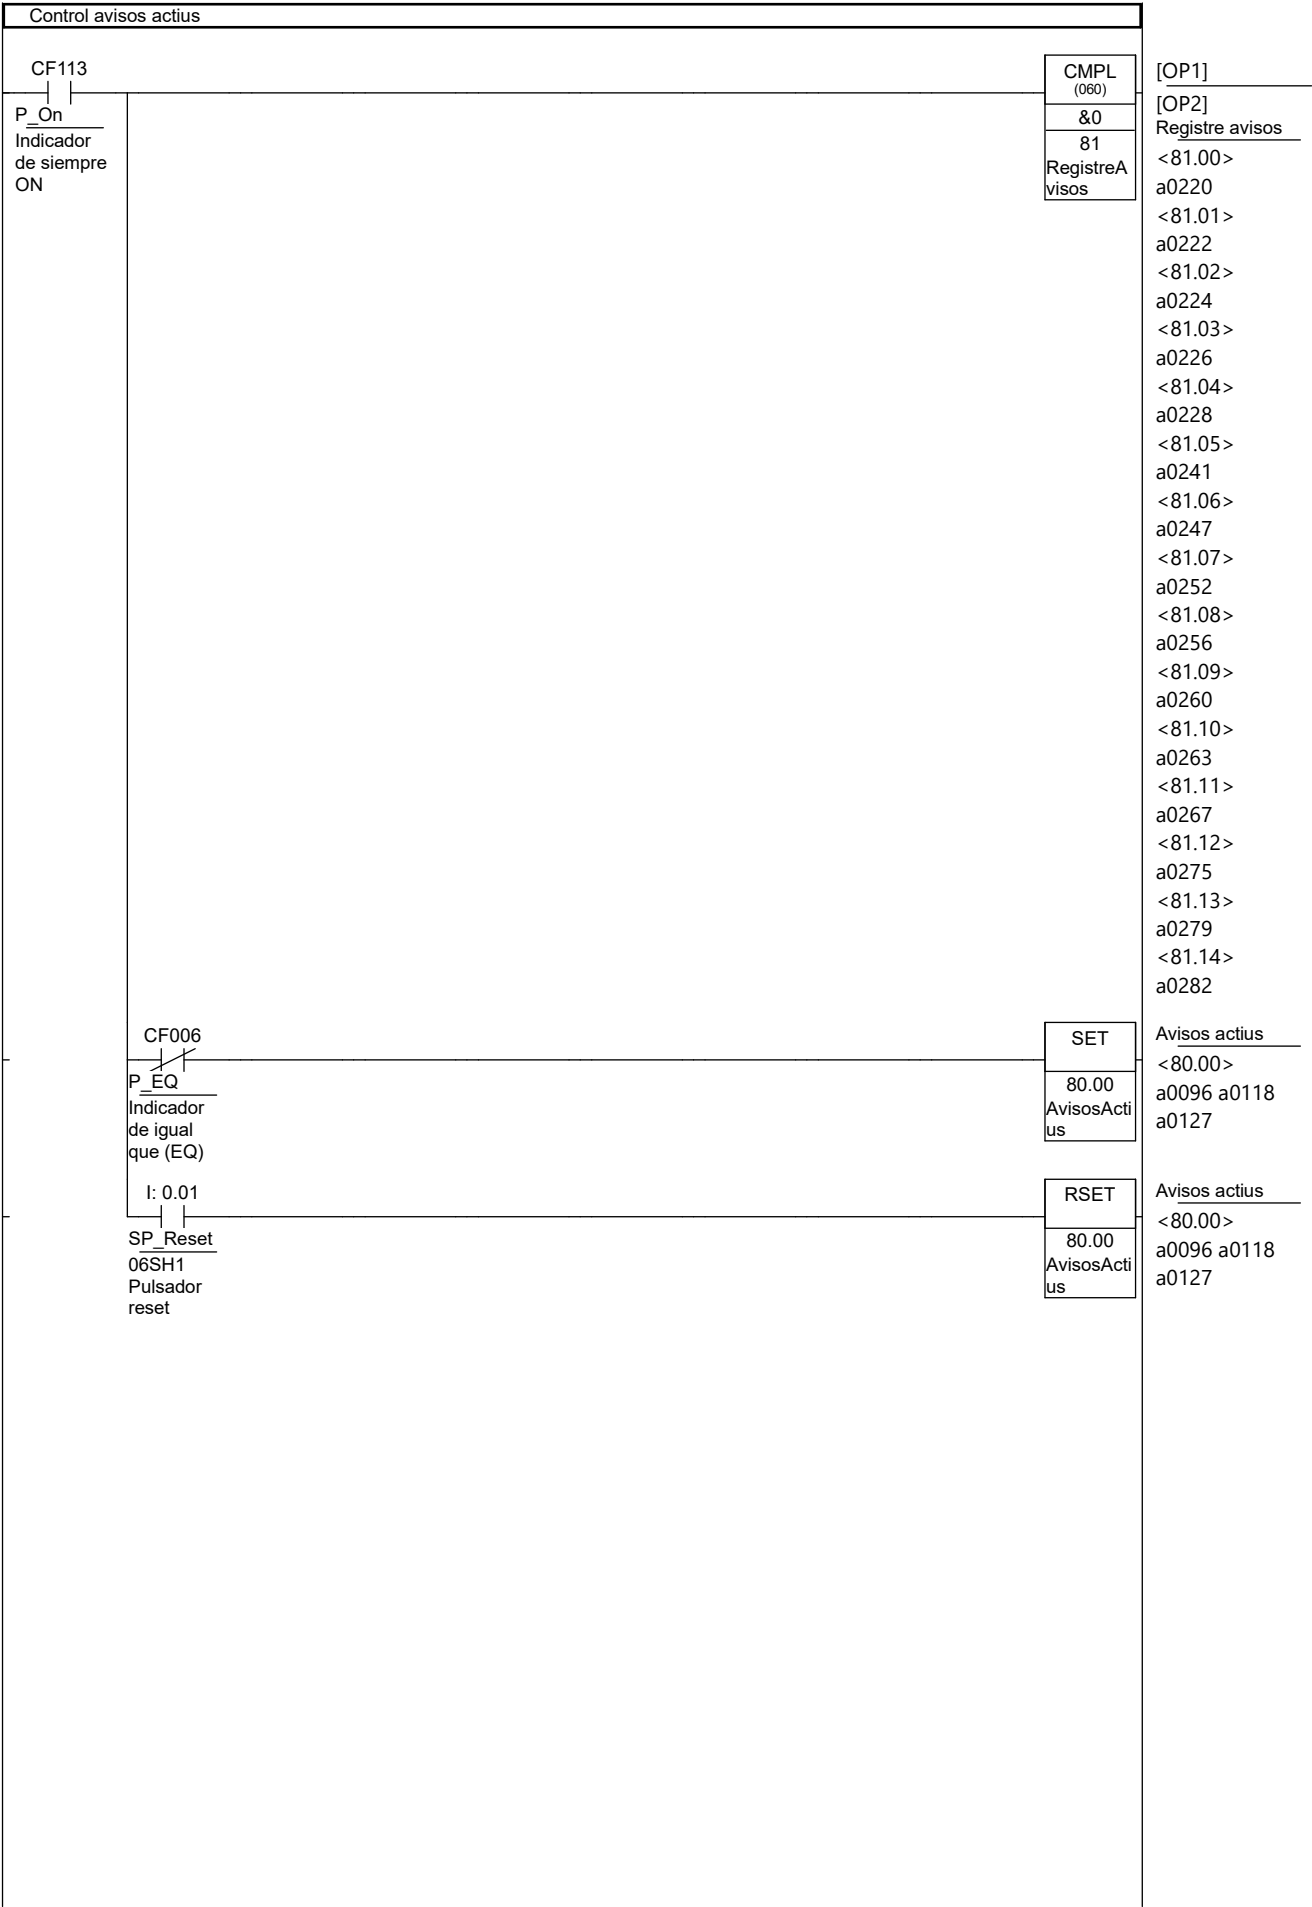 Control avisos actius
CF113
P_On
Indicador
de siempre
ON
CMPL
(060)
&0
81
RegistreA
visos
[OP1]
[OP2]
Registre avisos
<81.00>
a0220
<81.01>
a0222
<81.02>
a0224
<81.03>
a0226
<81.04>
a0228
<81.05>
a0241
<81.06>
a0247
<81.07>
a0252
<81.08>
a0256
<81.09>
a0260
<81.10>
a0263
<81.11>
a0267
<81.12>
a0275
<81.13>
a0279
<81.14>
a0282
CF006
P_EQ
Indicador
de igual
que (EQ)
SET
80.00
AvisosActi
us
Avisos actius
<80.00>
a0096 a0118
a0127
I: 0.01
SP_Reset
06SH1
Pulsador
reset
RSET
80.00
AvisosActi
us
Avisos actius
<80.00>
a0096 a0118
a0127